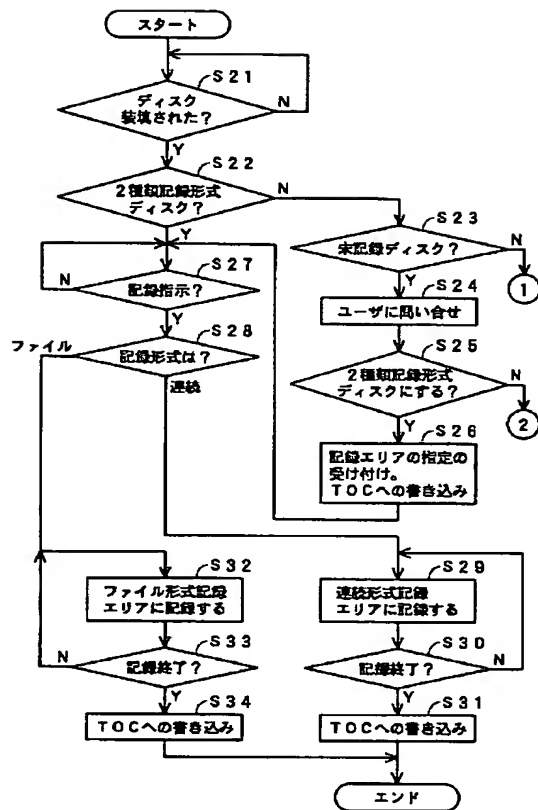 スタート
S21
ディスク
装填された?
N
Y
S22
2種類記録形式
ディスク?
N
Y
S23
未記録ディスク?
N
Y
1
S24
ユーザに問い合せ
S25
2種類記録形式
ディスクにする?
N
Y
2
S26
記録エリアの指定の
受け付け。
TOCへの書き込み
S27
記録指示?
N
Y
S28
記録形式は?
ファイル
連続
S32
ファイル形式記録
エリアに記録する
S33
記録終了?
N
Y
S34
TOCへの書き込み
S29
連続形式記録
エリアに記録する
S30
記録終了?
N
Y
S31
TOCへの書き込み
エンド